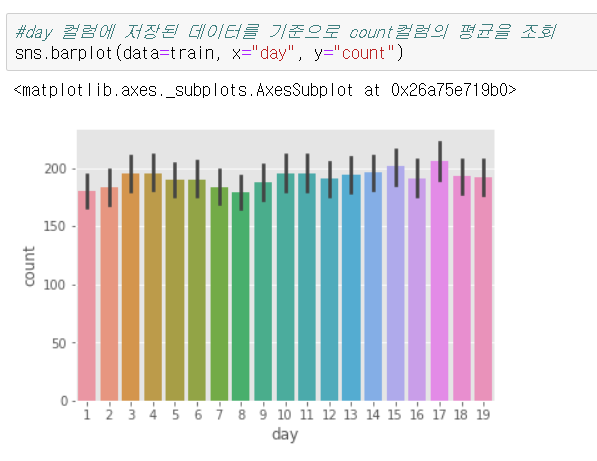 #day 컬럼에 저장된 데이터를 기준으로 count컬럼의 평균을 조회
sns.barplot(data=train, x="day", y="count")
<matplotlib.axes._subplots.AxesSubplot at 0x26a75e719b0>
200
150
100
50
0
count
1 2 3 4 5 6 7 8 9 10 11 12 13 14 15 16 17 18 19
day